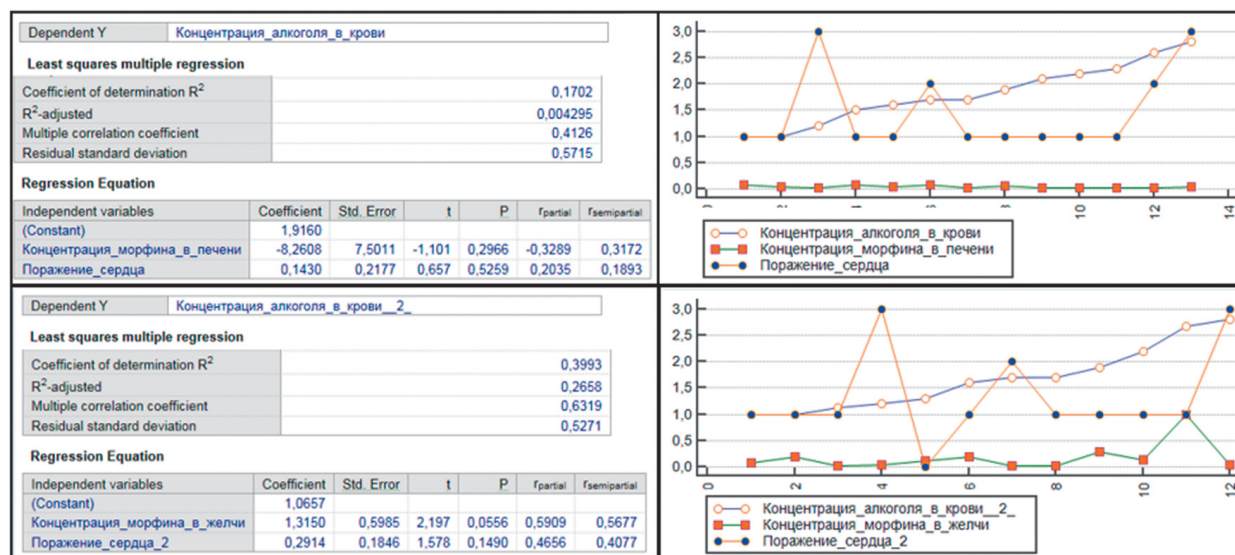 Dependent Y Концентрация_алкоголя_в_крови
Least squares multiple regression
Coefficient of determination R² 0,1702
R²-adjusted 0,004295
Multiple correlation coefficient 0,4126
Residual standard deviation 0,5715
Regression Equation
Independent variables Coefficient Std. Error t P rpartial rsemipartial
(Constant) 1,9160
Концентрация_морфина_в_печени -8,2608 7,5011 -1,101 0,2966 -0,3289 0,3172
Поражение_сердца 0,1430 0,2177 0,657 0,5259 0,2035 0,1893
3,0
2,5
2,0
1,5
1,0
0,5
0,0
0 2 4 6 8 10 12 14
Концентрация_алкоголя_в_крови
Концентрация_морфина_в_печени
Поражение_сердца
Dependent Y Концентрация_алкоголя_в_крови__2_
Least squares multiple regression
Coefficient of determination R² 0,3993
R²-adjusted 0,2658
Multiple correlation coefficient 0,6319
Residual standard deviation 0,5271
Regression Equation
Independent variables Coefficient Std. Error t P rpartial rsemipartial
(Constant) 1,0657
Концентрация_морфина_в_желчи 1,3150 0,5985 2,197 0,0556 0,5909 0,5677
Поражение_сердца_2 0,2914 0,1846 1,578 0,1490 0,4656 0,4077
3,0
2,5
2,0
1,5
1,0
0,5
0,0
0 2 4 6 8 10 12
Концентрация_алкоголя_в_крови__2_
Концентрация_морфина_в_желчи
Поражение_сердца_2